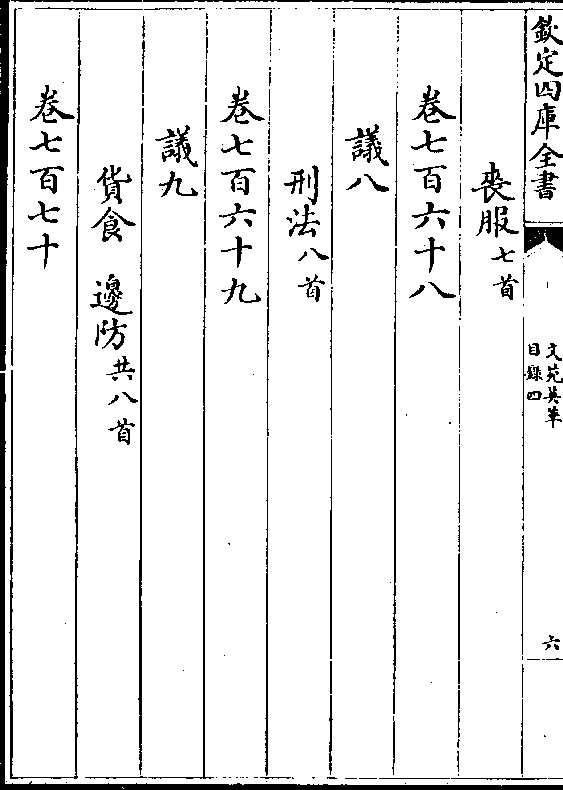 欽定四庫全書
文苑英華
目錄四
六
喪服七首
卷七百六十八
議八
刑法八首
卷七百六十九
議九
貨食 邊防共八首
卷七百七十